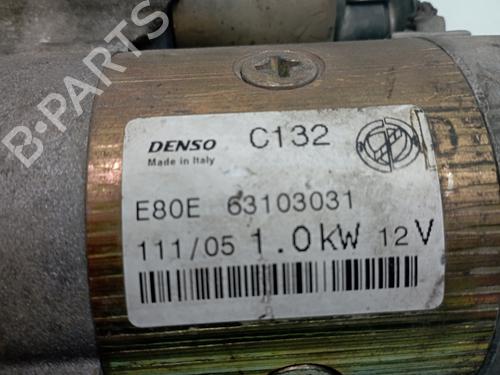 B-PARTS
DENSO C132
Made in Italy
E80E 63103031
111/05 1.0KW 12V